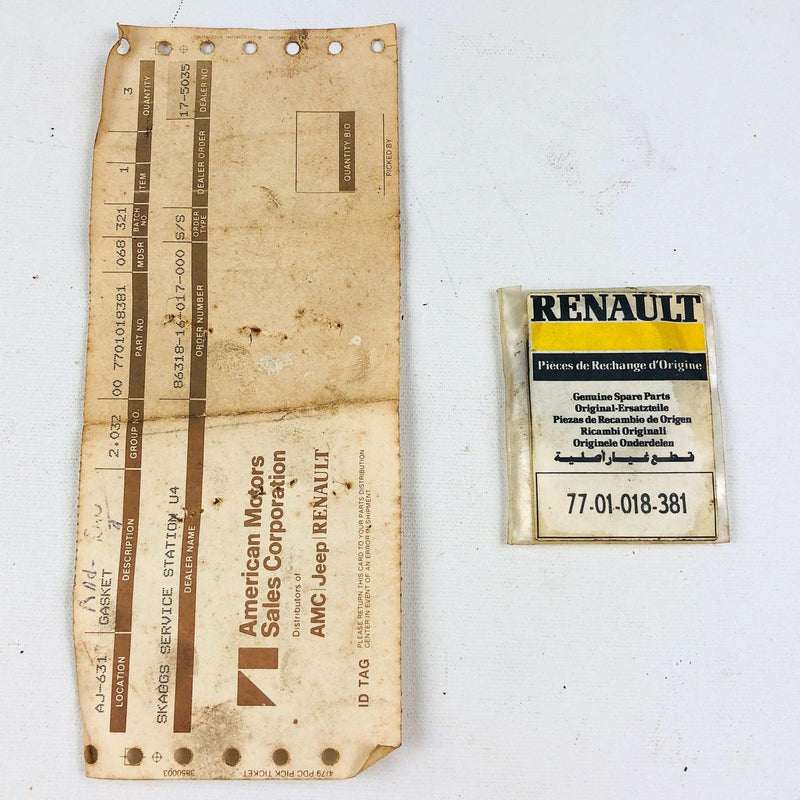 AJ-631 GASKET 2.032 00 7701018381 068 321 1 3
LOCATION DESCRIPTION GROUP NO. PART NO. MDSR BATCH NO. ITEM QUANTITY
SKAGGS SERVICE STATION U4 86318-16-017-000 S/S 17-5035
DEALER NAME ORDER NUMBER ORDER TYPE DEALER ORDER DEALER NO.
American Motors
Sales Corporation
Distributors of
AMC|Jeep|RENAULT
QUANTITY B/O
ID TAG PLEASE RETURN THIS CARD TO YOUR PARTS DISTRIBUTION
CENTER IN EVENT OF AN ERROR IN SHIPMENT
PICKED BY
3850003 4/79 PDC PICK TICKET
RENAULT
Pièces de Rechange d'Origine
Genuine Spare Parts
Original-Ersatzteile
Piezas de Recambio de Origen
Ricambi Originali
Originele Onderdelen
قطع غيار أصلية
77-01-018-381